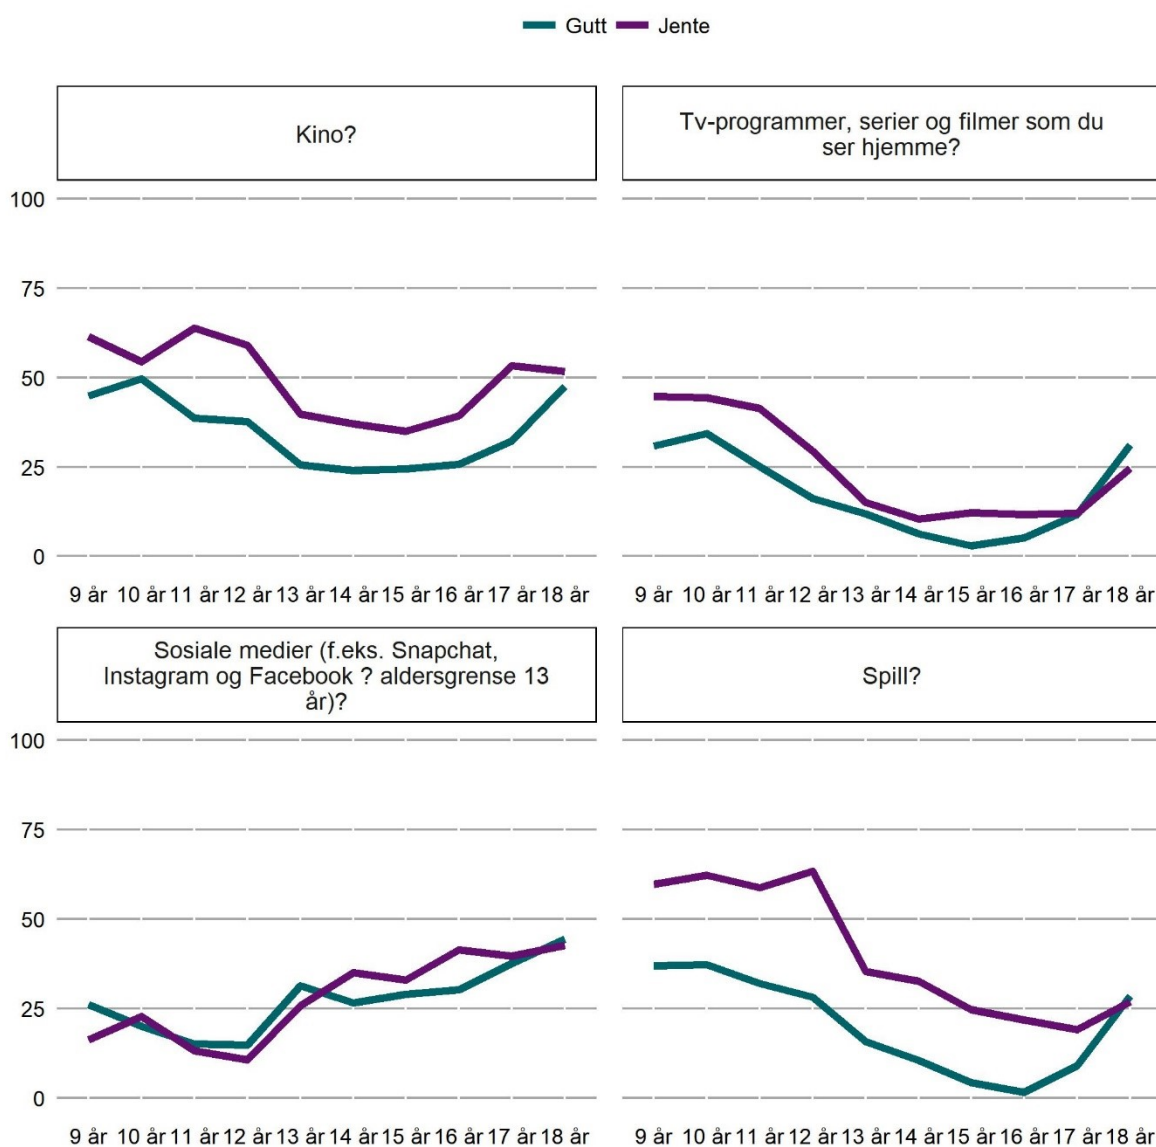 Gutt Jente
Kino?
Tv-programmer, serier og filmer som du
ser hjemme?
100
75
50
25
0
9 år 10 år 11 år 12 år 13 år 14 år 15 år 16 år 17 år 18 år
9 år 10 år 11 år 12 år 13 år 14 år 15 år 16 år 17 år 18 år
Sosiale medier (f.eks. Snapchat,
Instagram og Facebook ? aldersgrense 13
år)?
Spill?
100
75
50
25
0
9 år 10 år 11 år 12 år 13 år 14 år 15 år 16 år 17 år 18 år
9 år 10 år 11 år 12 år 13 år 14 år 15 år 16 år 17 år 18 år